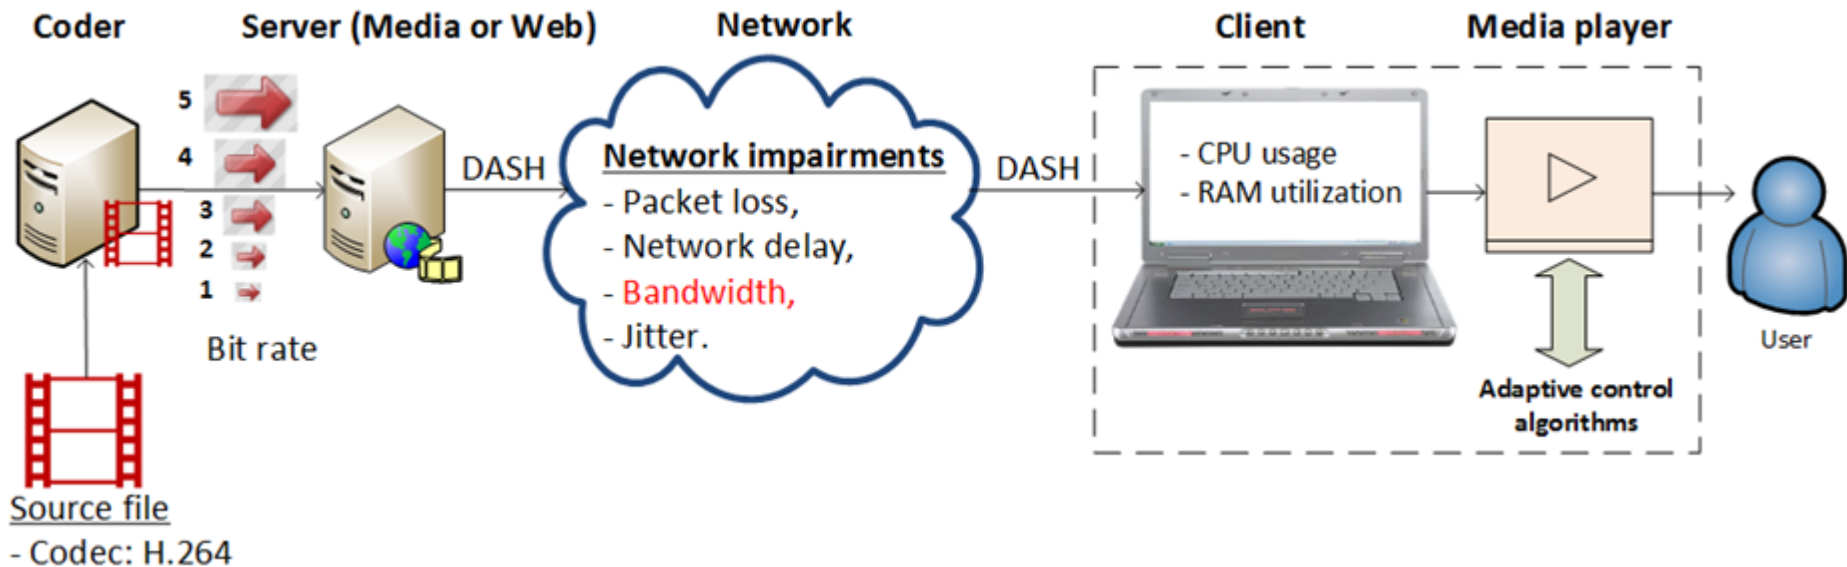 Coder
Server (Media or Web)
Network
Client
Media player
5
4
3
2
1
Bit rate
DASH
Network impairments
- Packet loss,
- Network delay,
- Bandwidth,
- Jitter.
DASH
- CPU usage
- RAM utilization
Adaptive control
algorithms
User
Source file
- Codec: H.264